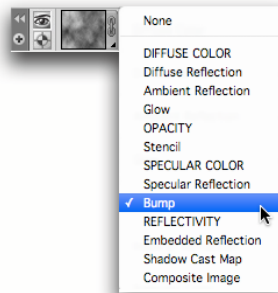 None
DIFFUSE COLOR
Diffuse Reflection
Ambient Reflection
Glow
OPACITY
Stencil
SPECULAR COLOR
Specular Reflection
✓ Bump
REFLECTIVITY
Embedded Reflection
Shadow Cast Map
Composite Image